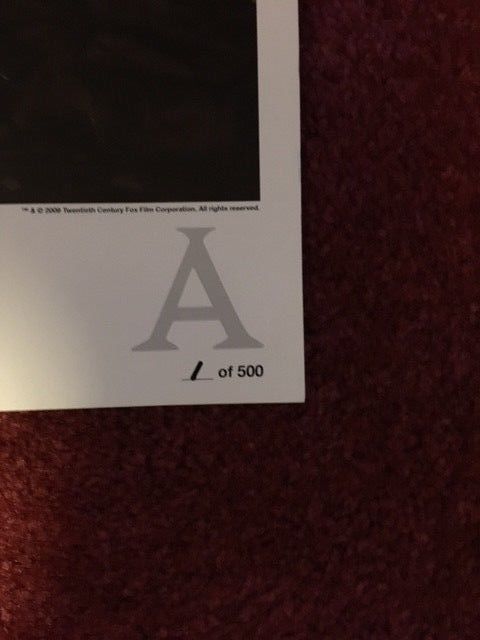 ™ & © 2009 Twentieth Century Fox Film Corporation. All rights reserved.
A
1 of 500